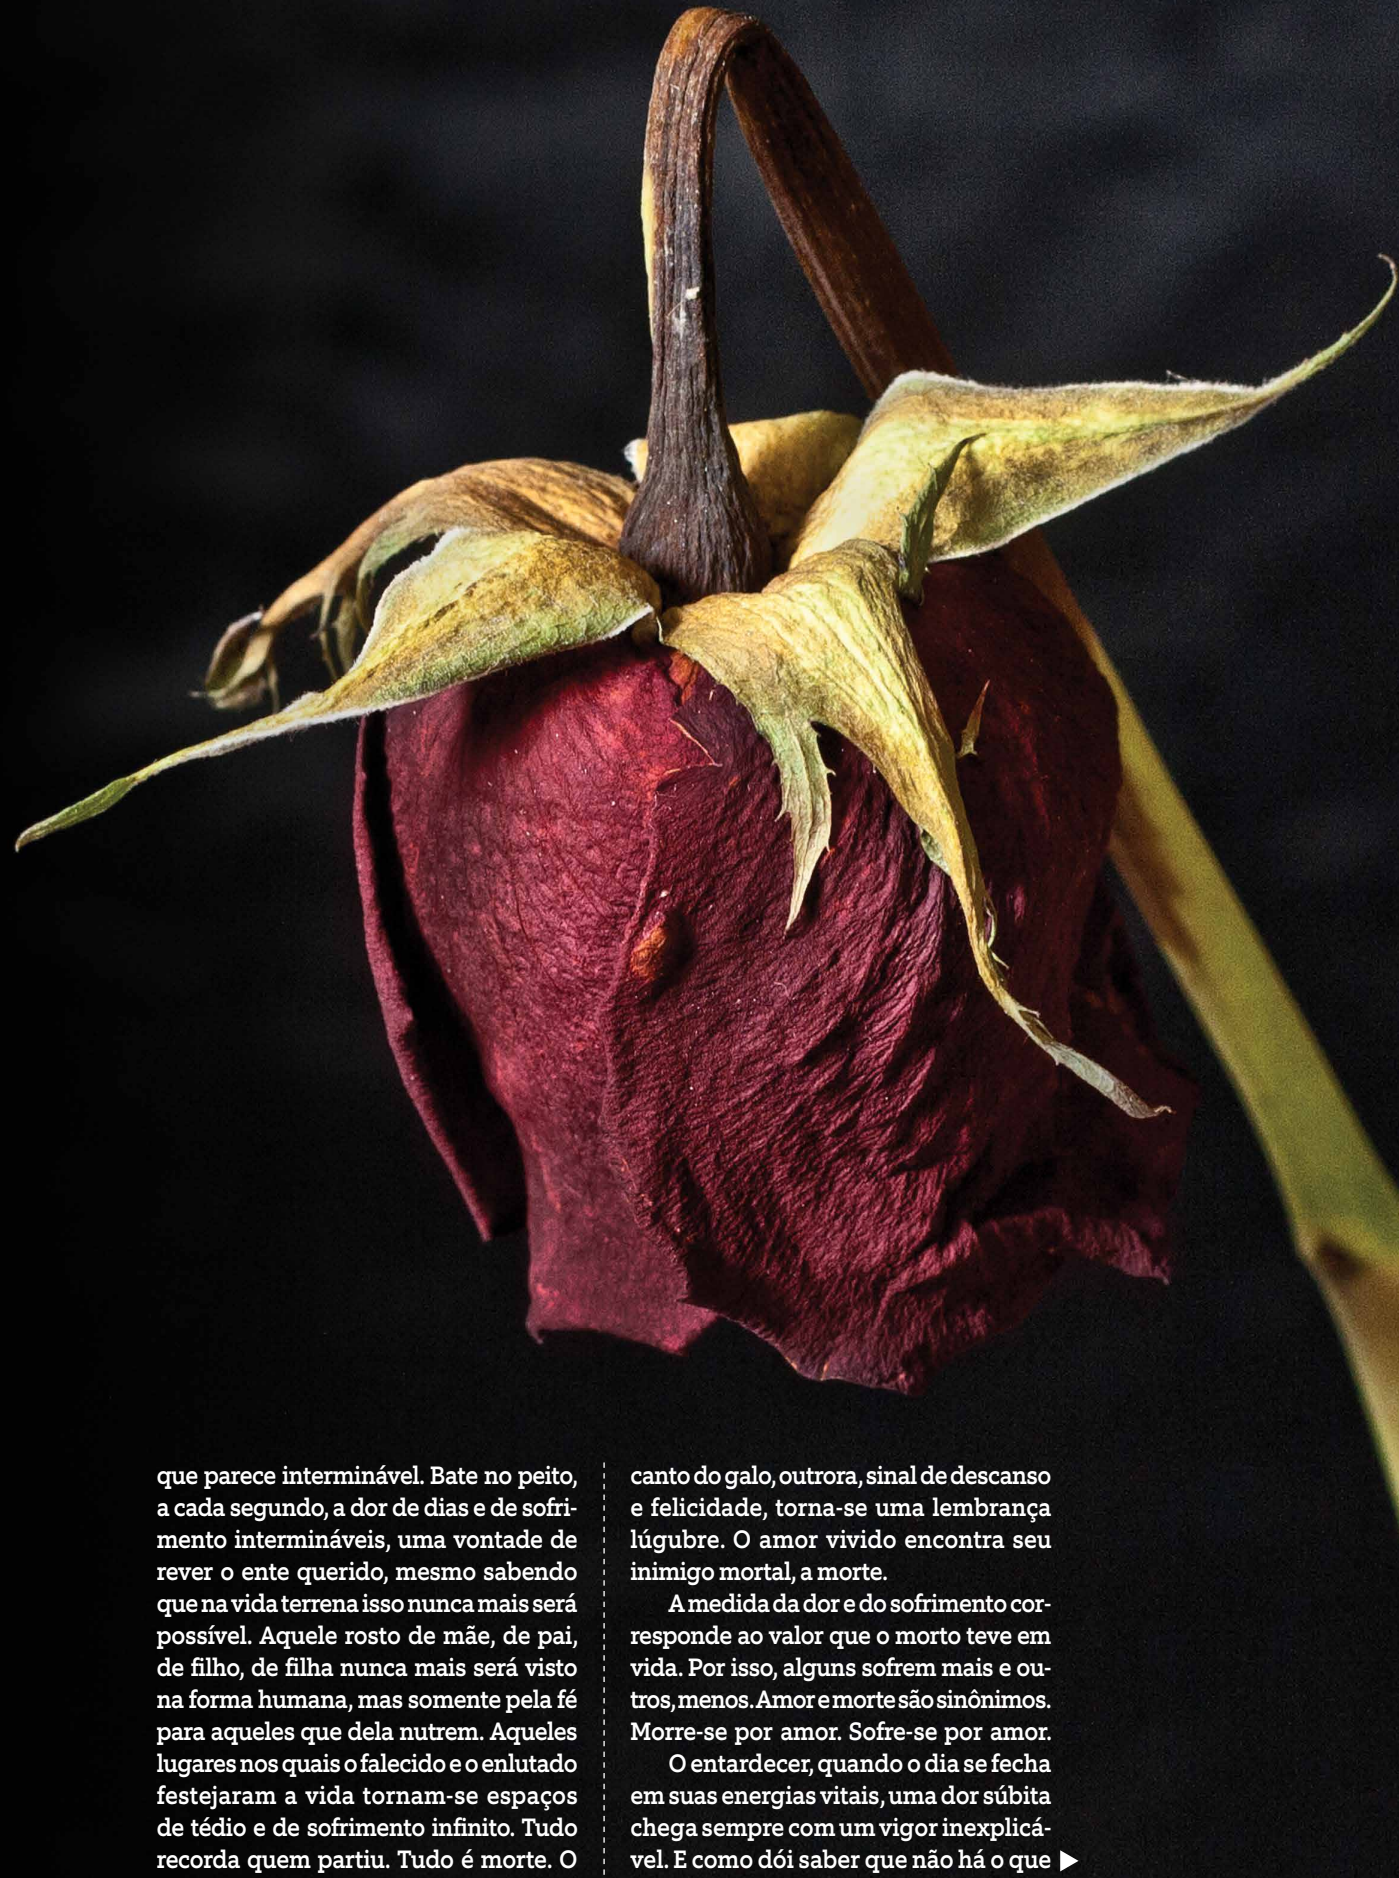 que parece interminável. Bate no peito,
a cada segundo, a dor de dias e de sofri-
mento intermináveis, uma vontade de
rever o ente querido, mesmo sabendo
que na vida terrena isso nunca mais será
possível. Aquele rosto de mãe, de pai,
de filho, de filha nunca mais será visto
na forma humana, mas somente pela fé
para aqueles que dela nutrem. Aqueles
lugares nos quais o falecido e o enlutado
festejaram a vida tornam-se espaços
de tédio e de sofrimento infinito. Tudo
recorda quem partiu. Tudo é morte. O
canto do galo, outrora, sinal de descanso
e felicidade, torna-se uma lembrança
lúgubre. O amor vivido encontra seu
inimigo mortal, a morte.
A medida da dor e do sofrimento cor-
responde ao valor que o morto teve em
vida. Por isso, alguns sofrem mais e ou-
tros, menos. Amor e morte são sinônimos.
Morre-se por amor. Sofre-se por amor.
O entardecer, quando o dia se fecha
em suas energias vitais, uma dor súbita
chega sempre com um vigor inexplicá-
vel. E como dói saber que não há o que ▶